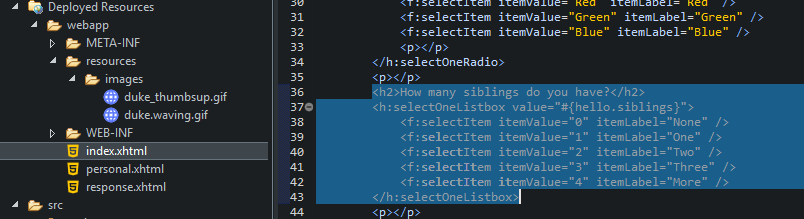 Deployed Resources
webapp
META-INF
resources
images
duke_thumbsup.gif
duke.waving.gif
WEB-INF
index.xhtml
personal.xhtml
response.xhtml
src
30 <f:selectItem itemValue="Red" itemLabel="Red" />
31 <f:selectItem itemValue="Green" itemLabel="Green" />
32 <f:selectItem itemValue="Blue" itemLabel="Blue" />
33 <p></p>
34 </h:selectOneRadio>
35 <p></p>
36 <h2>How many siblings do you have?</h2>
37 <h:selectOneListbox value="#{hello.siblings}">
38 <f:selectItem itemValue="0" itemLabel="None" />
39 <f:selectItem itemValue="1" itemLabel="One" />
40 <f:selectItem itemValue="2" itemLabel="Two" />
41 <f:selectItem itemValue="3" itemLabel="Three" />
42 <f:selectItem itemValue="4" itemLabel="More" />
43 </h:selectOneListbox>
44 <p></p>